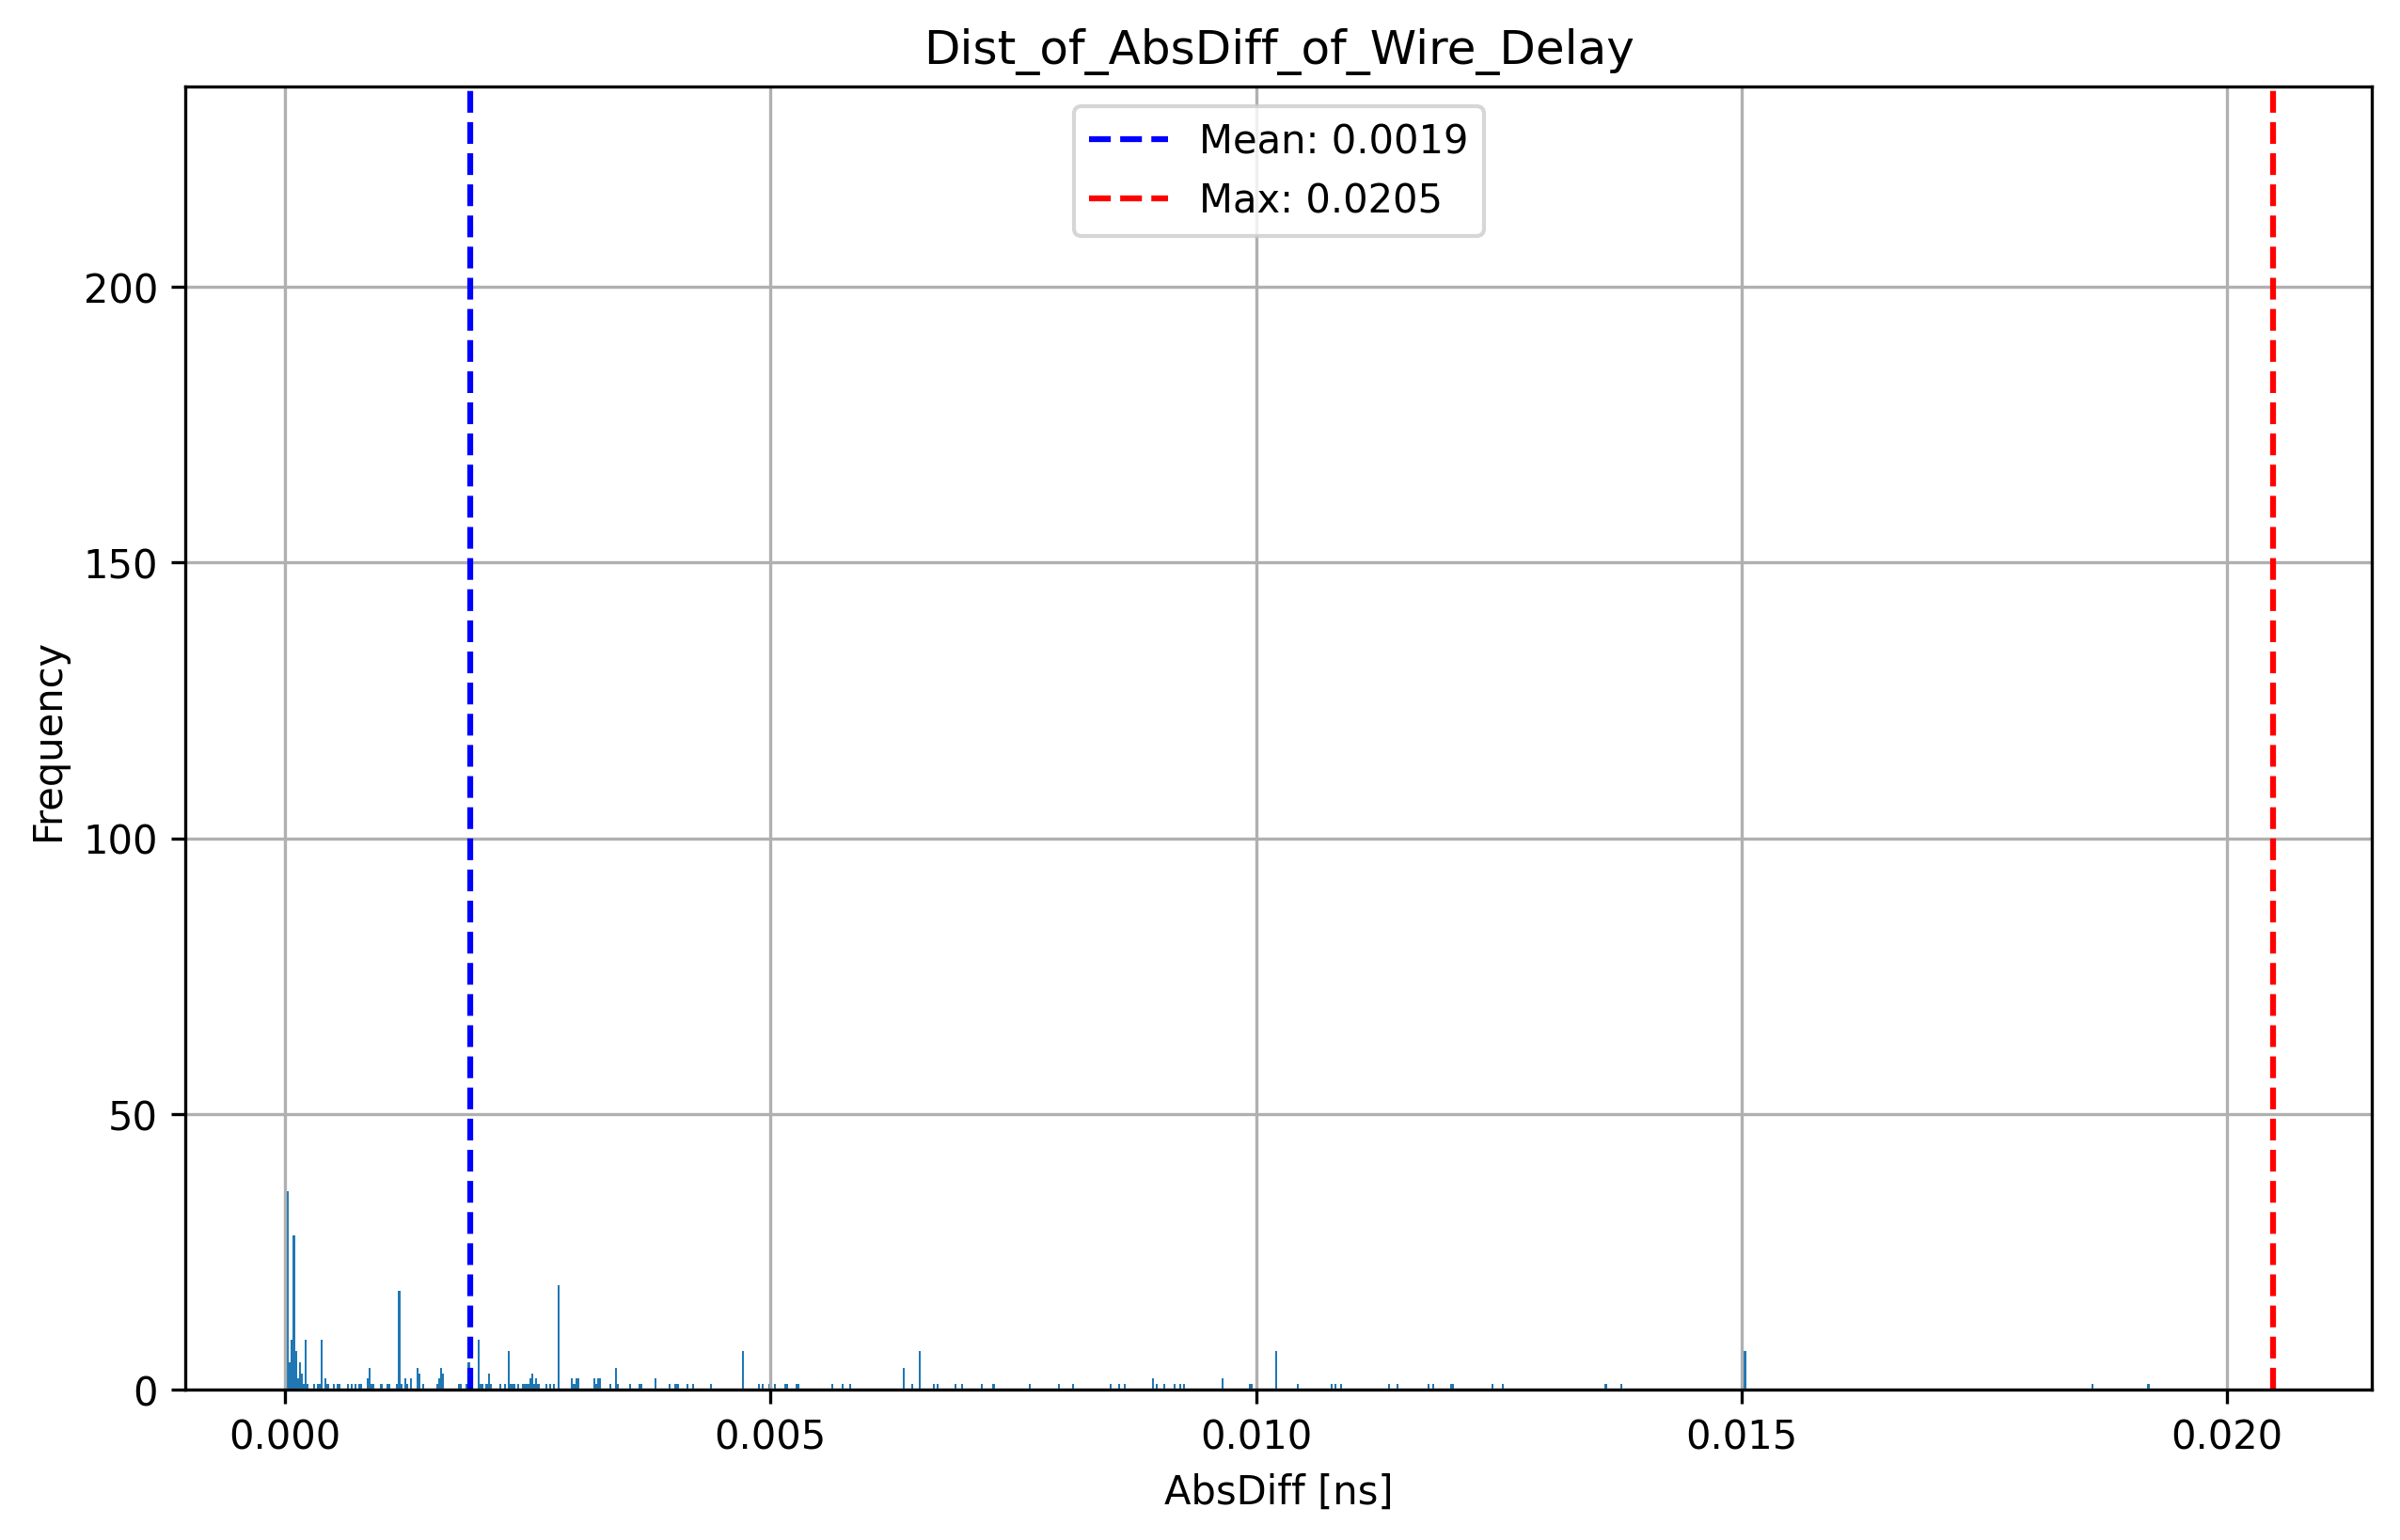 Dist_of_AbsDiff_of_Wire_Delay
Mean: 0.0019
Max: 0.0205
Frequency
200
150
100
50
0
0.000 0.005 0.010 0.015 0.020
AbsDiff [ns]